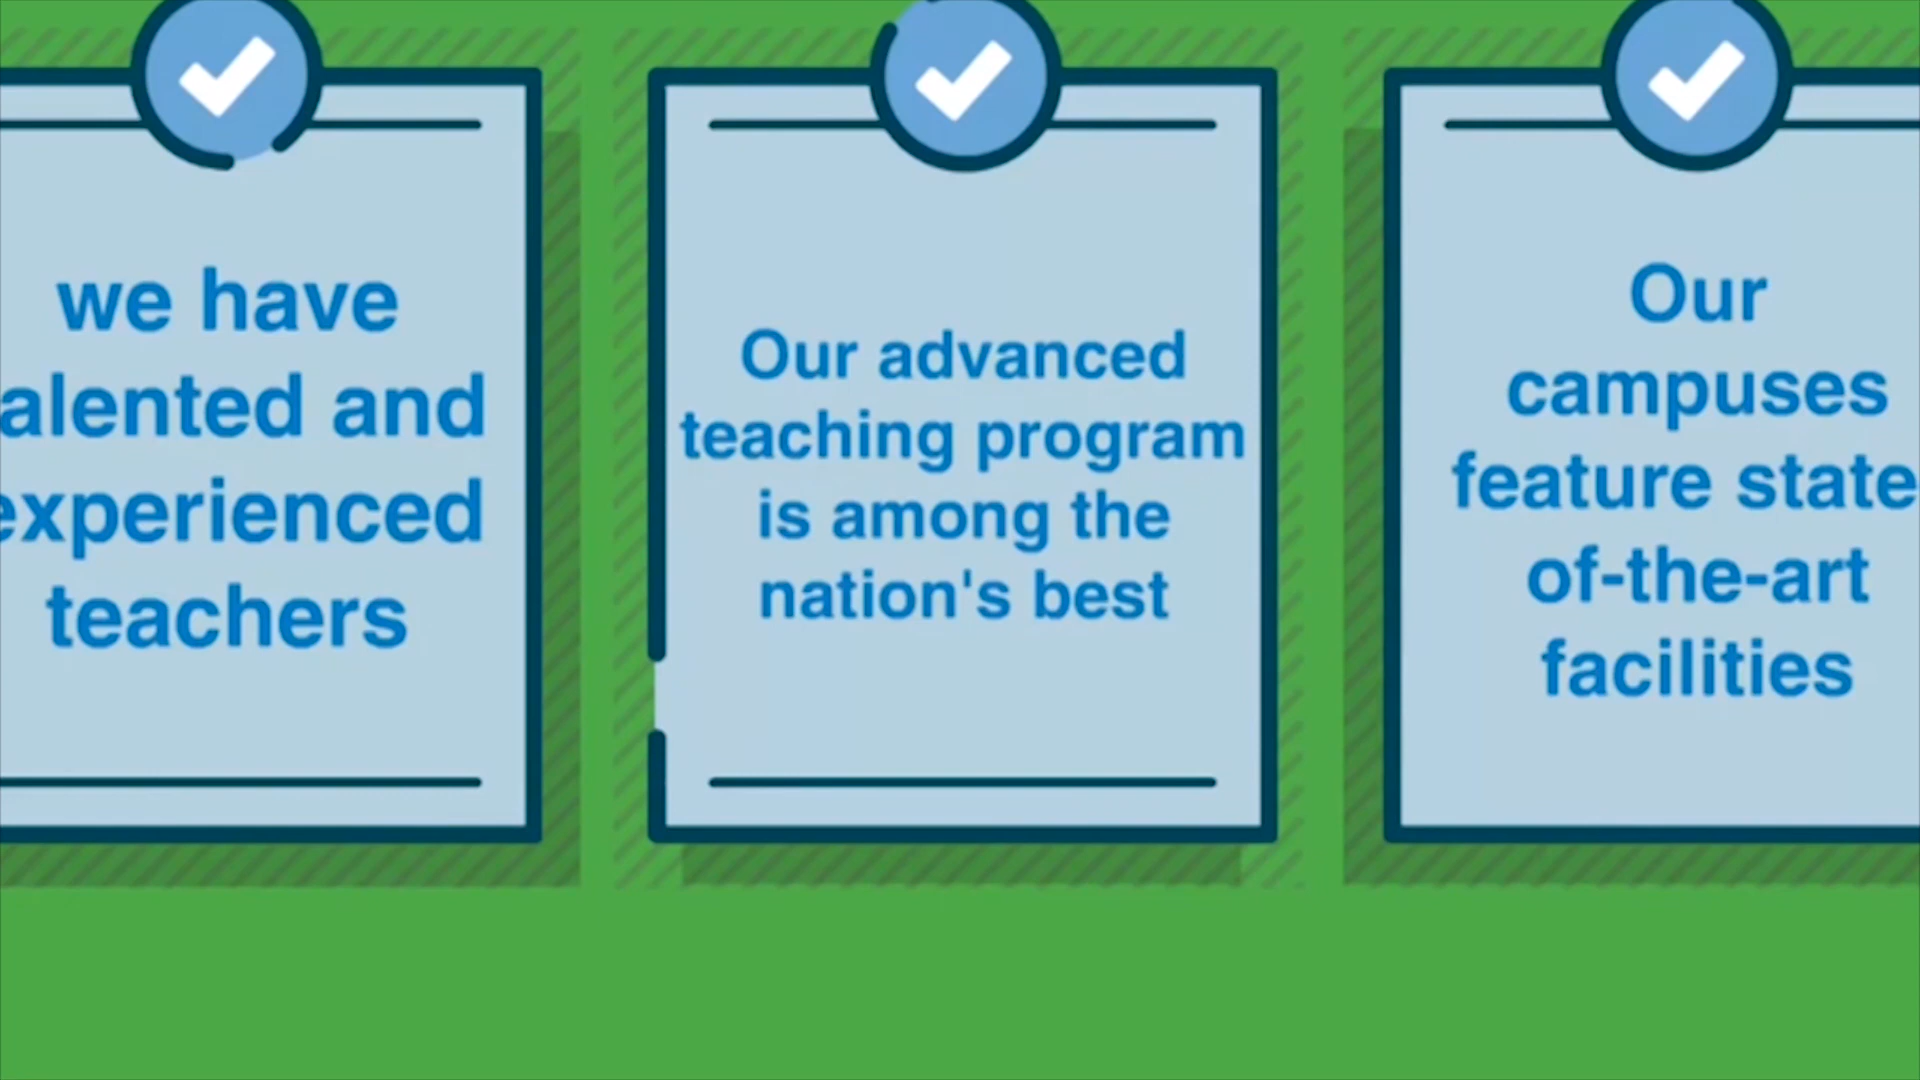 we have
alented and
experienced
teachers
Our advanced
teaching program
is among the
nation's best
Our
campuses
feature state
of-the-art
facilities